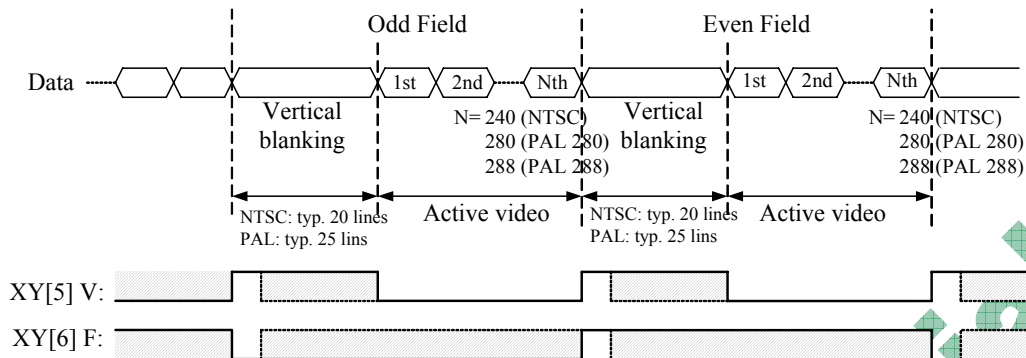 Odd Field
Even Field
Data
1st
2nd
Nth
1st
2nd
Nth
Vertical
blanking
N= 240 (NTSC)
280 (PAL 280)
288 (PAL 288)
Vertical
blanking
N= 240 (NTSC)
280 (PAL 280)
288 (PAL 288)
NTSC: typ. 20 lines
PAL: typ. 25 lins
Active video
NTSC: typ. 20 lines
PAL: typ. 25 lins
Active video
XY[5] V:
XY[6] F: